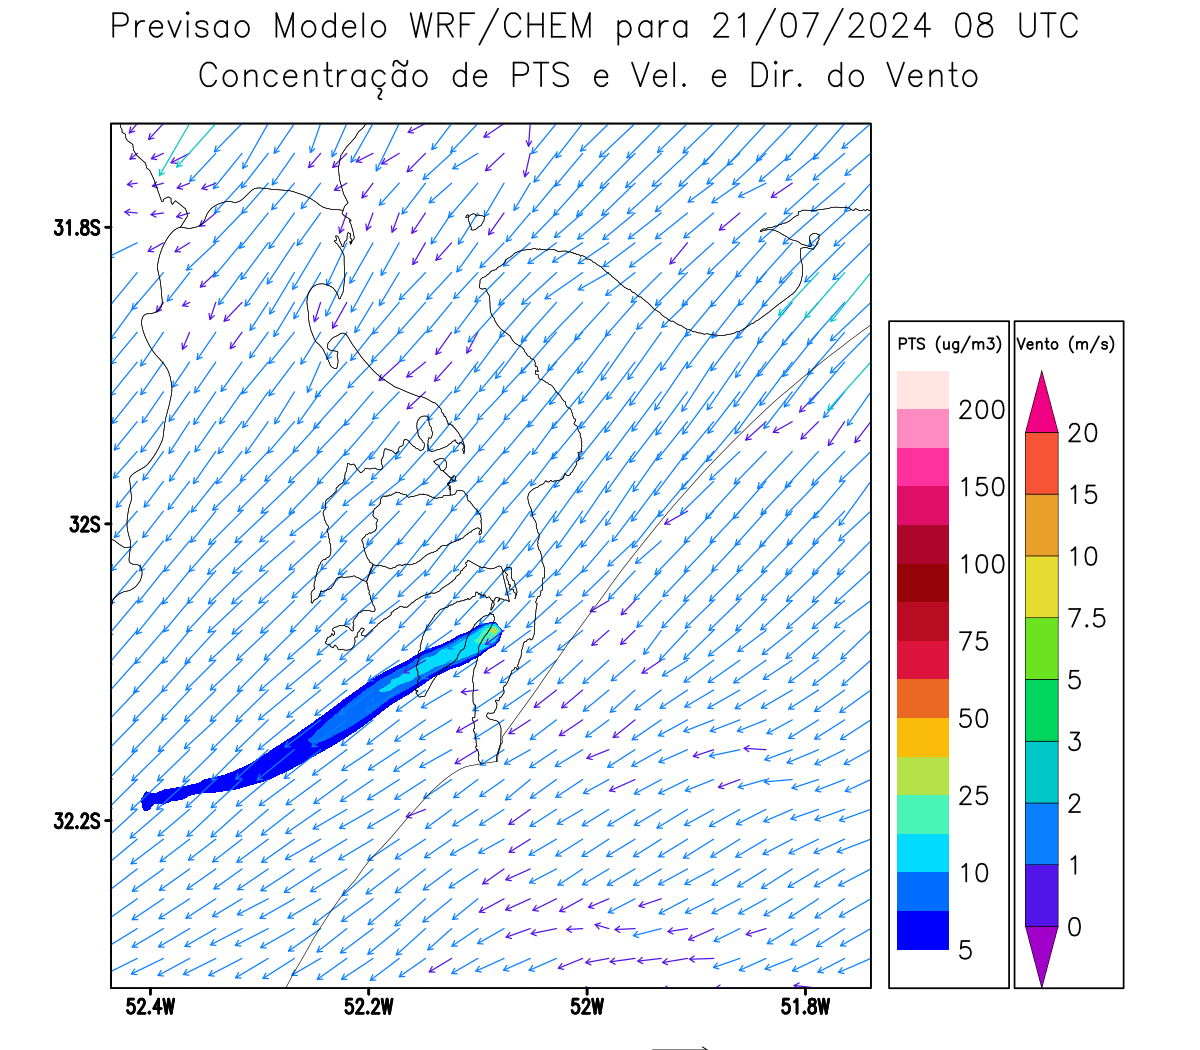 Previsao Modelo WRF/CHEM para 21/07/2024 08 UTC
Concentração de PTS e Vel. e Dir. do Vento
31.8S
32S
32.2S
52.4W 52.2W 52W 51.8W
PTS (ug/m3)
200
150
100
75
50
25
10
5
Vento (m/s)
20
15
10
7.5
5
3
2
1
0